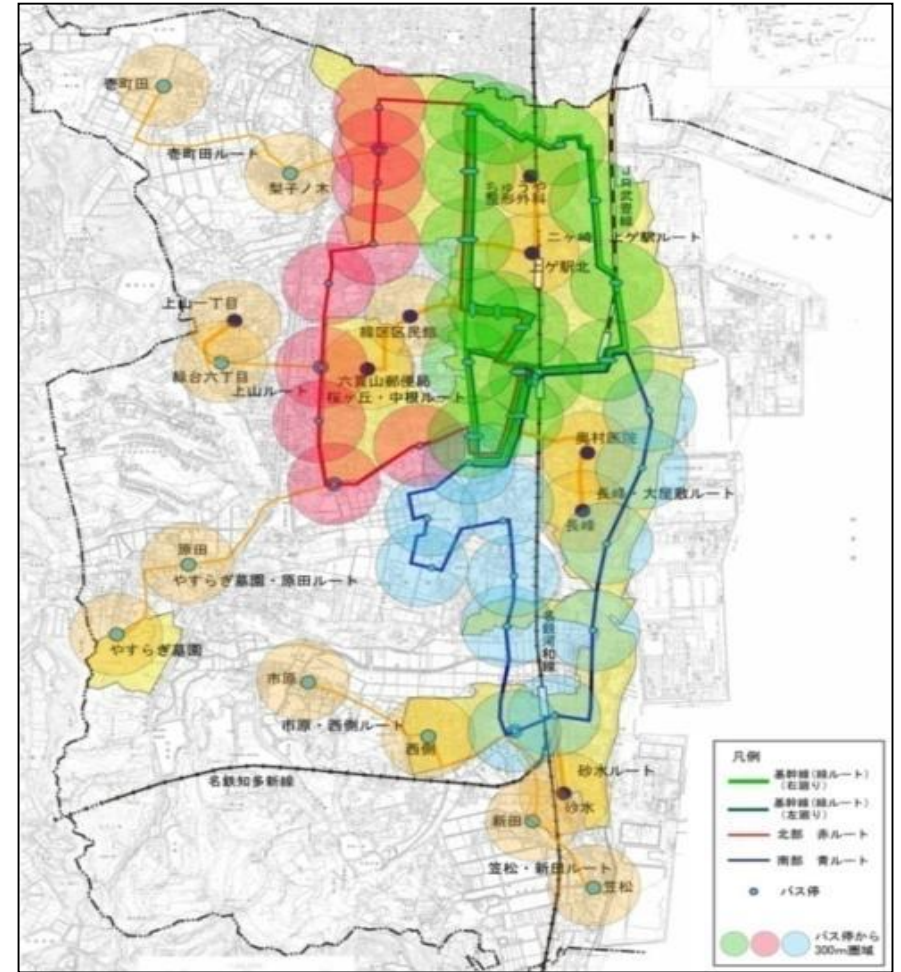 壱町田
壱町田ルート
梨子ノ木
ちゅうや
整形外科
JR武豊線
二ヶ崎・上ゲ駅ルート
上ゲ駅北
上山一丁目
緑区区民館
緑台六丁目
上山ルート
六貫山郵便局
桜ヶ丘・中根ルート
奥村医院
長峰・大屋敷ルート
長峰
原田
やすらぎ墓園・原田ルート
やすらぎ墓園
名鉄河和線
市原
市原・西側ルート
西側
名鉄知多新線
砂水ルート
砂水
新田
笠松・新田ルート
笠松
凡例
基幹線(緑ルート)
(右廻り)
基幹線(緑ルート)
(左廻り)
北部 赤ルート
南部 青ルート
バス停
バス停から
300m圏域